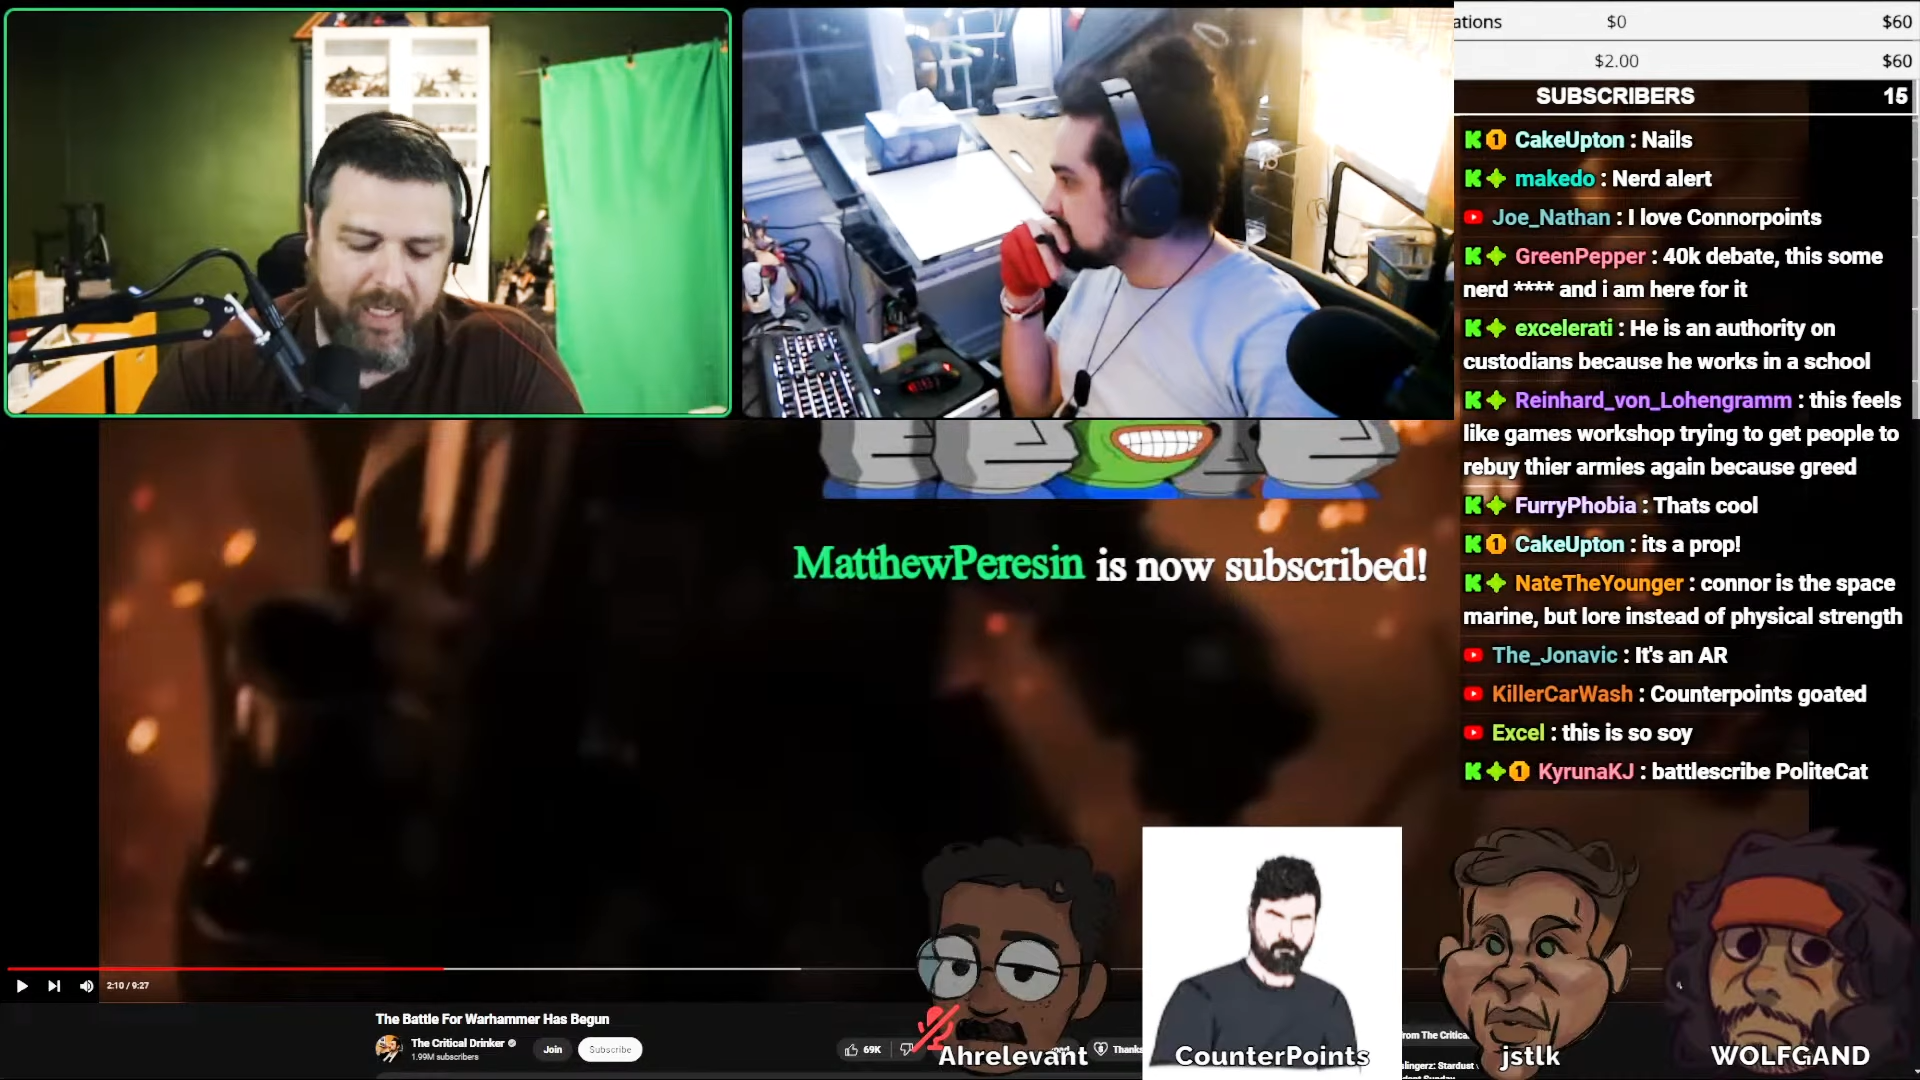 ations $0 $60
$2.00 $60
SUBSCRIBERS 15
CakeUpton : Nails
makedo : Nerd alert
Joe_Nathan : I love Connorpoints
GreenPepper : 40k debate, this some
nerd **** and i am here for it
excelerati : He is an authority on
custodians because he works in a school
Reinhard_von_Lohengramm : this feels
like games workshop trying to get people to
rebuy thier armies again because greed
FurryPhobia : Thats cool
CakeUpton : its a prop!
NateTheYounger : connor is the space
marine, but lore instead of physical strength
The_Jonavic : It's an AR
KillerCarWash : Counterpoints goated
Excel : this is so soy
KyrunaKJ : battlescribe PoliteCat
MatthewPeresin is now subscribed!
2:10 / 9:27
The Battle For Warhammer Has Begun
The Critical Drinker
1.99M subscribers
Join
Subscribe
69K
Thanks
rom The Critica
lingerz: Stardust
Ahrelevant
CounterPoints
jstlk
WOLFGAND